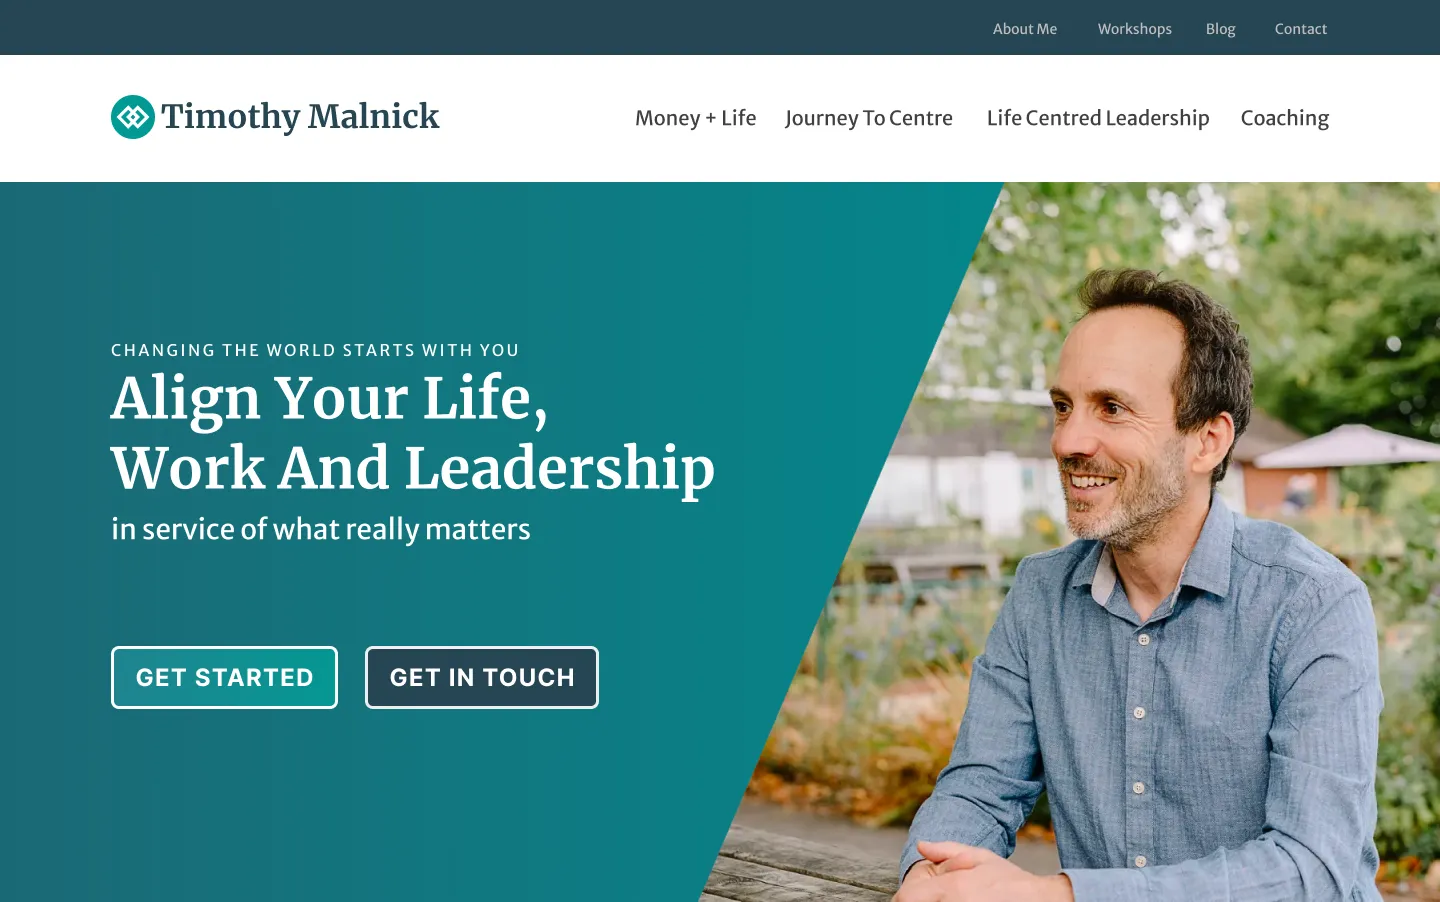 About Me Workshops Blog Contact
Timothy Malnick
Money + Life Journey To Centre Life Centred Leadership Coaching
CHANGING THE WORLD STARTS WITH YOU
Align Your Life,
Work And Leadership
in service of what really matters
GET STARTED GET IN TOUCH